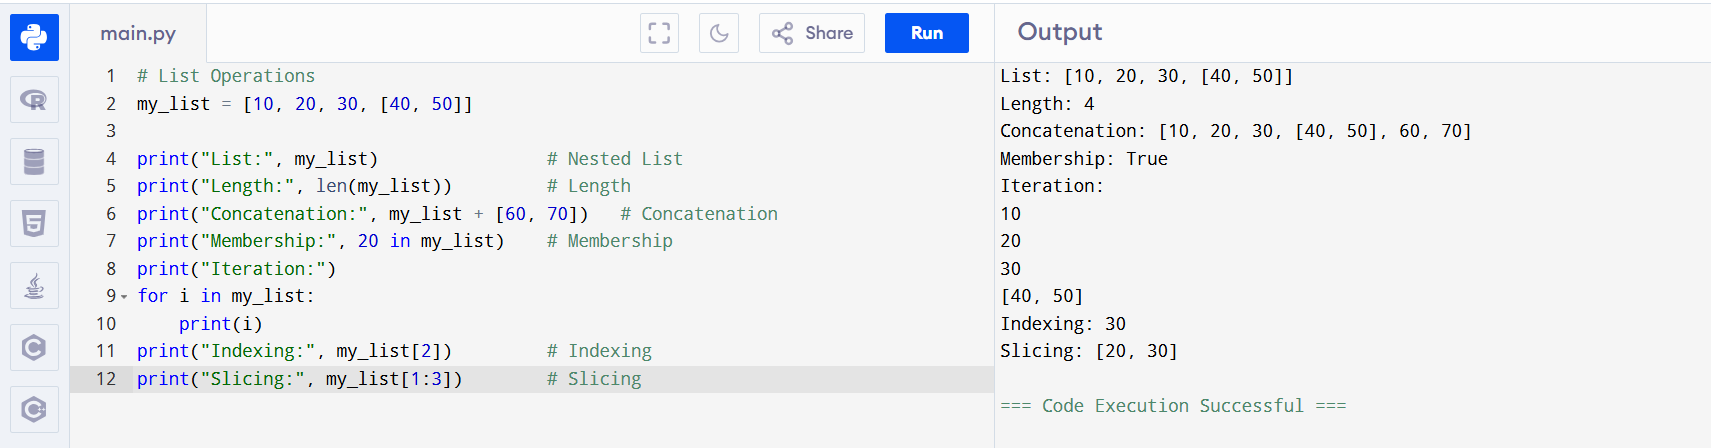 main.py
Share
Run
Output
1 # List Operations
2 my_list = [10, 20, 30, [40, 50]]
3
4 print("List:", my_list) # Nested List
5 print("Length:", len(my_list)) # Length
6 print("Concatenation:", my_list + [60, 70]) # Concatenation
7 print("Membership:", 20 in my_list) # Membership
8 print("Iteration:")
9 for i in my_list:
10     print(i)
11 print("Indexing:", my_list[2]) # Indexing
12 print("Slicing:", my_list[1:3]) # Slicing
List: [10, 20, 30, [40, 50]]
Length: 4
Concatenation: [10, 20, 30, [40, 50], 60, 70]
Membership: True
Iteration:
10
20
30
[40, 50]
Indexing: 30
Slicing: [20, 30]
=== Code Execution Successful ===